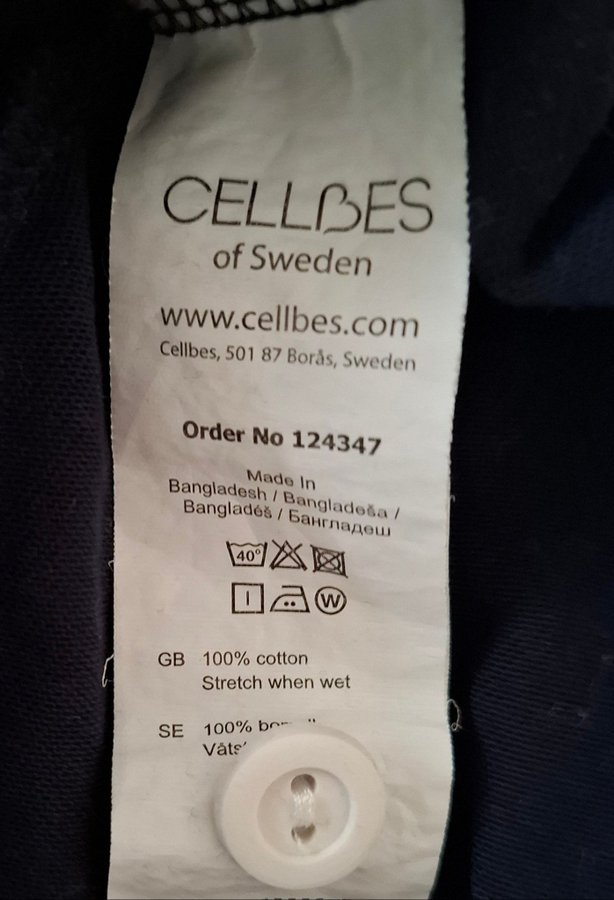 CELLBES
of Sweden
www.cellbes.com
Cellbes, 501 87 Borås, Sweden
Order No 124347
Made In
Bangladesh / Bangladeša /
Bangladéš / Бангладеш
40°
W
GB 100% cotton
Stretch when wet
SE 100%